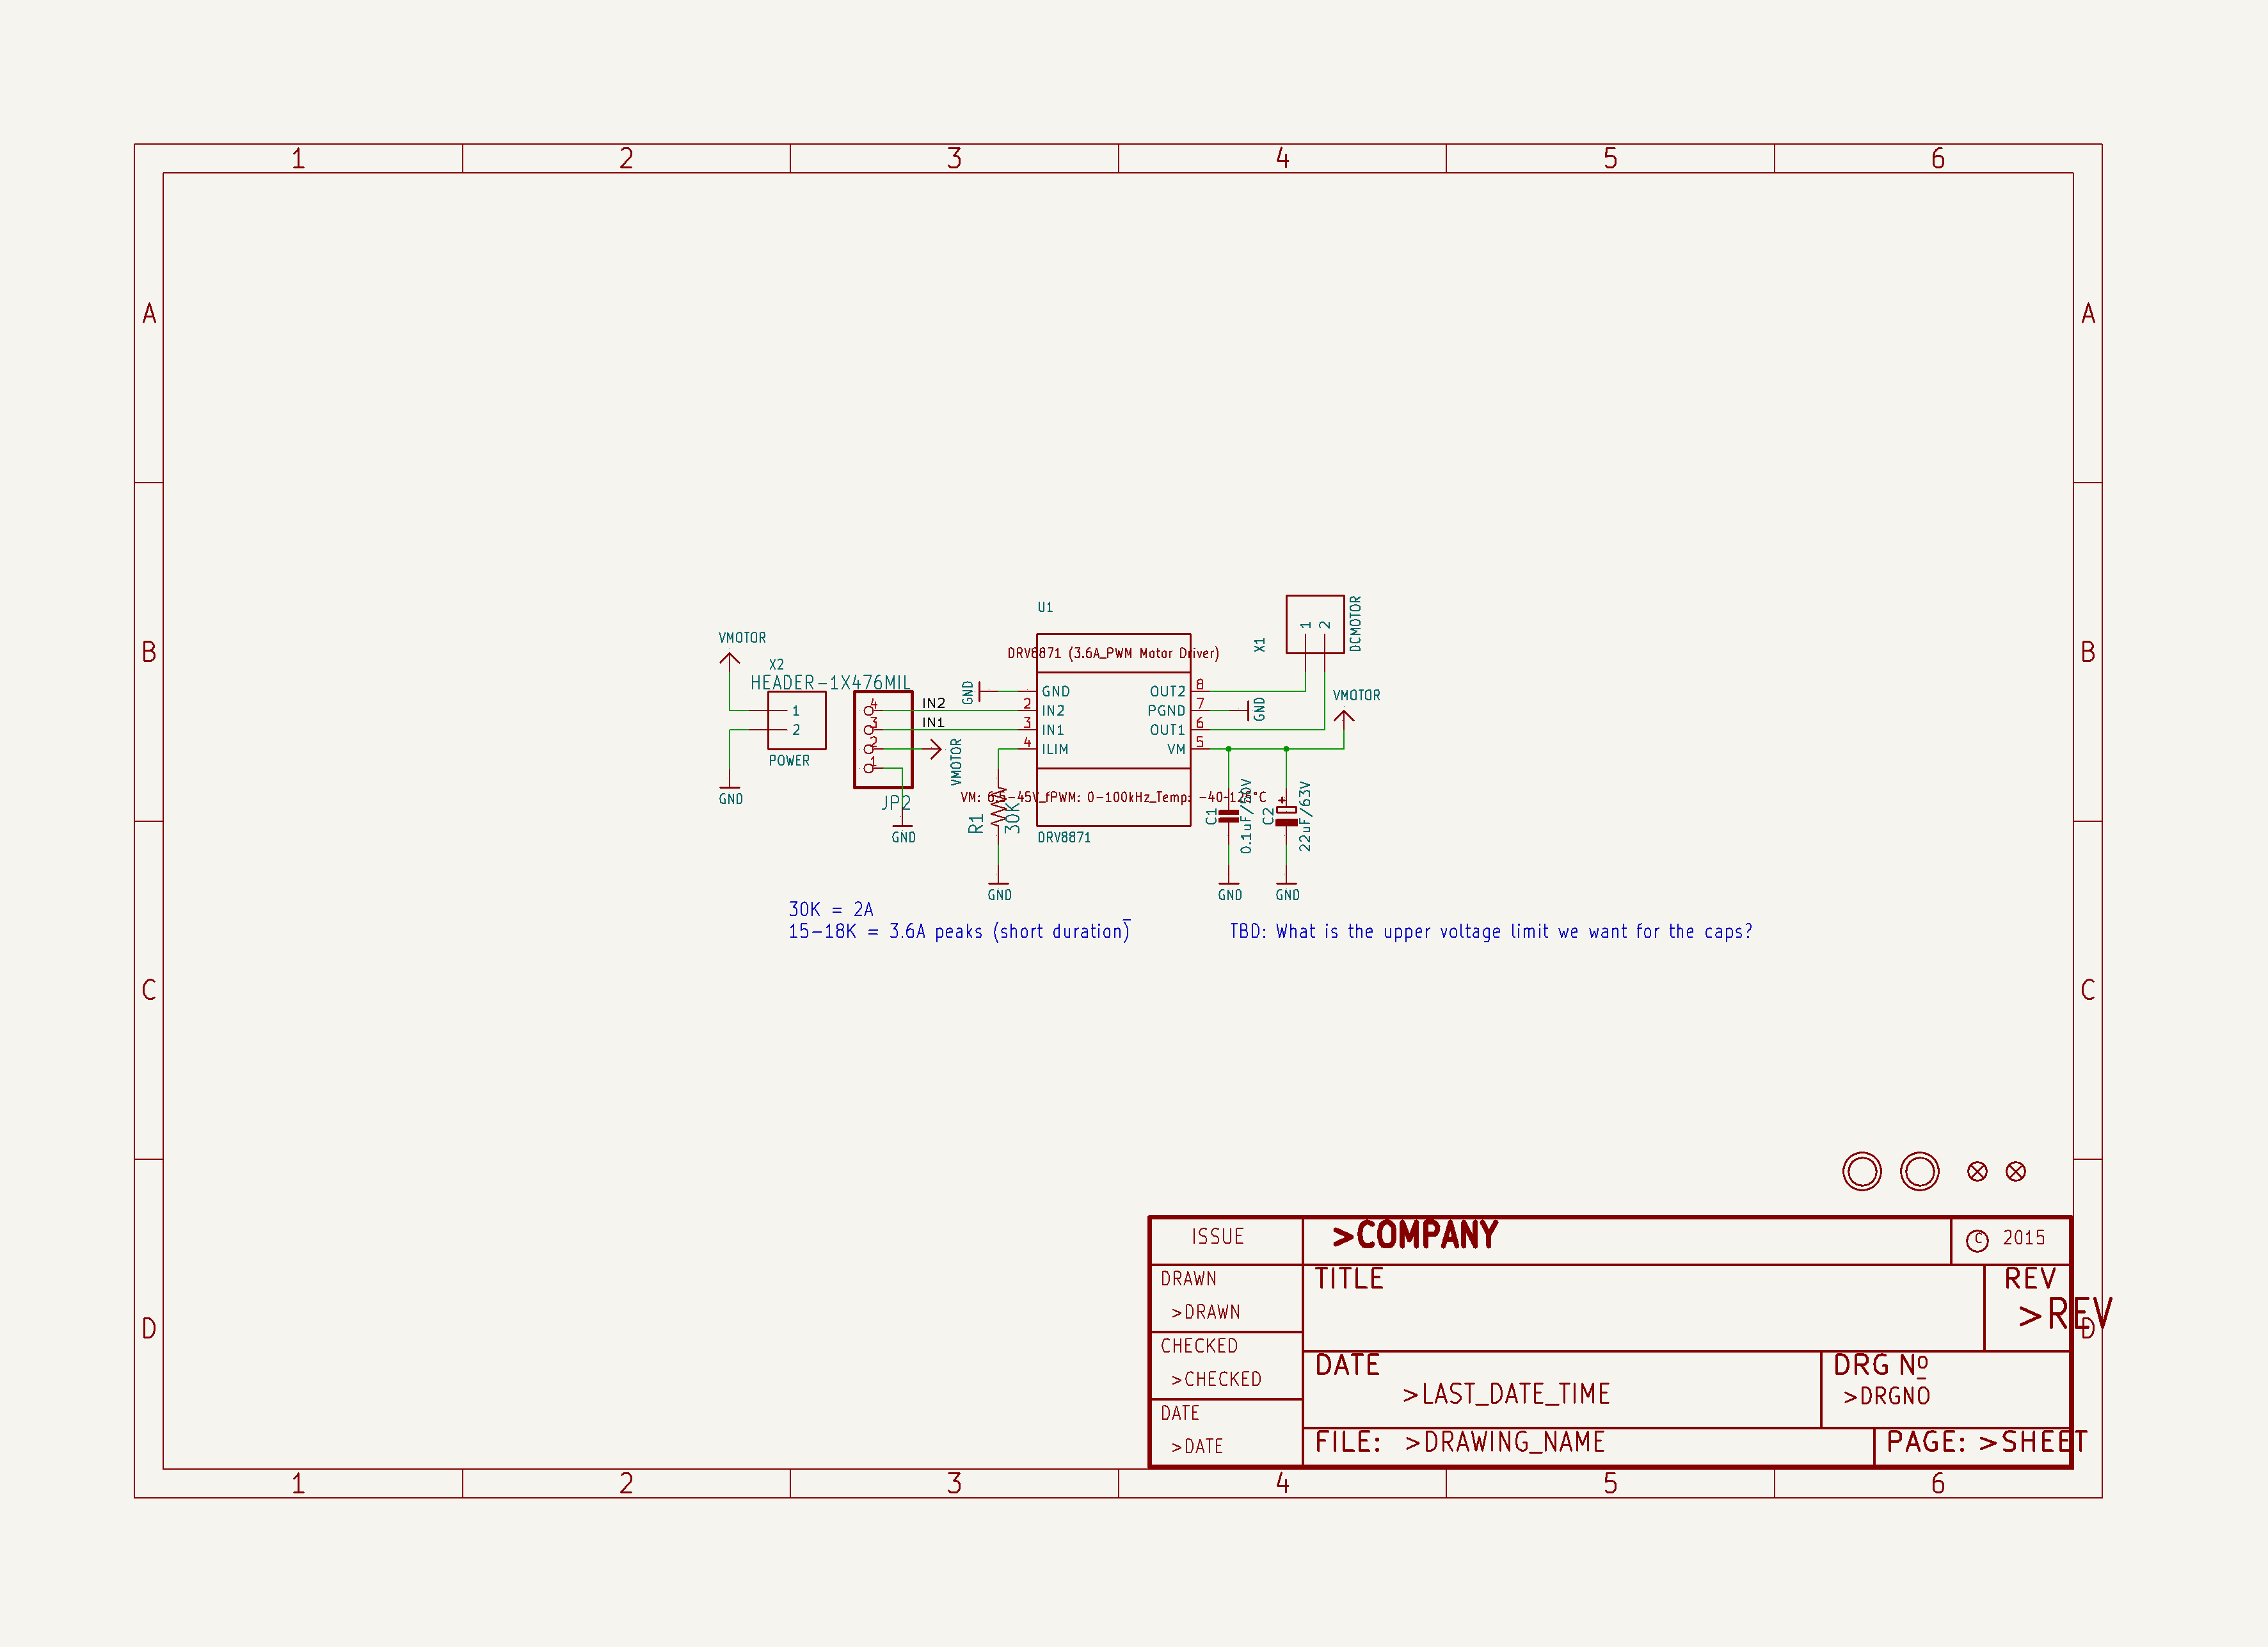 1 2 3 4 5 6
A A
B B
C C
D D
U1
VMOTOR
X2
HEADER-1X476MIL
1
2
POWER
GND
4
3
2
1
JP2
IN2
IN1
VMOTOR
GND
DRV8871 (3.6A_PWM Motor Driver)
GND
GND
2 IN2
3 IN1
4 ILIM
OUT2 8
PGND 7
OUT1 6
VM 5
VM: 6.5-45V_fPWM: 0-100kHz_Temp: -40-125°C
DRV8871
R1
30K
GND
X1
1
2
DCMOTOR
GND
VMOTOR
C1
0.1uF/50V
GND
C2
+
22uF/63V
GND
30K = 2A
15-18K = 3.6A peaks (short duration)
TBD: What is the upper voltage limit we want for the caps?
ISSUE
>COMPANY
C 2015
DRAWN
>DRAWN
TITLE
REV
>REV
CHECKED
>CHECKED
DATE
>LAST_DATE_TIME
DRG Nº
>DRGNO
DATE
>DATE
FILE: >DRAWING_NAME
PAGE: >SHEET
1 2 3 4 5 6